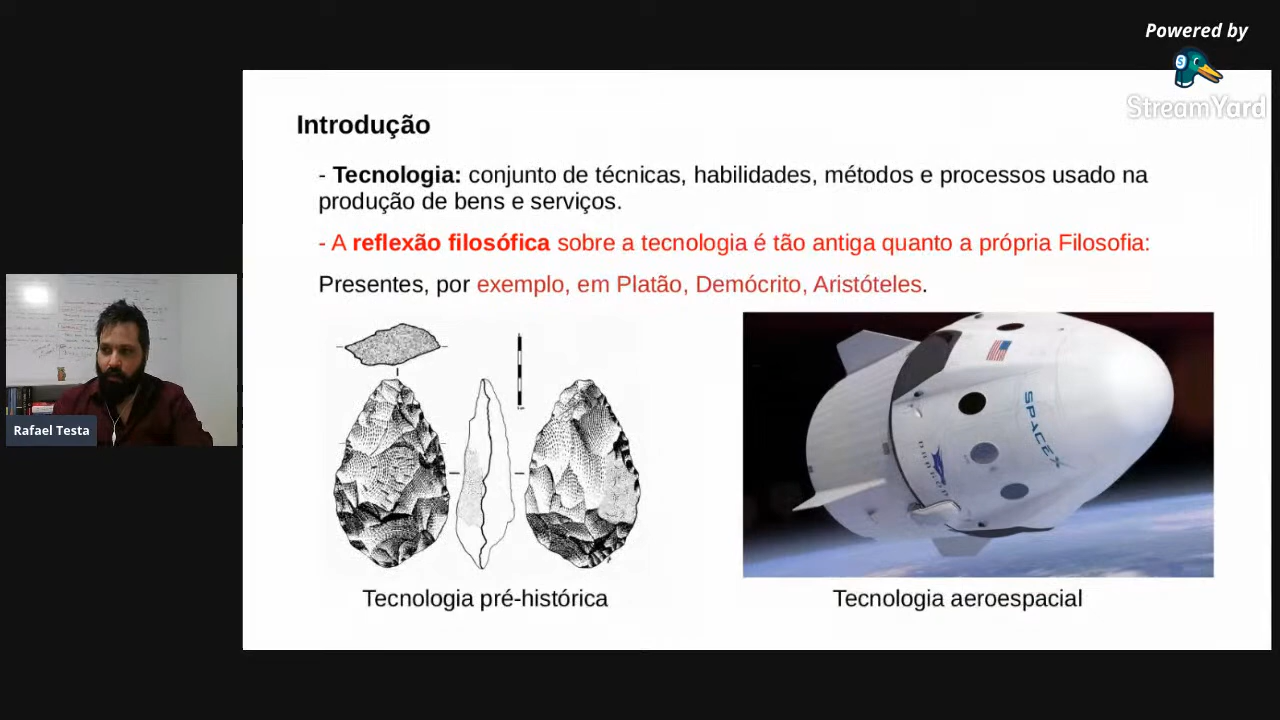 Powered by
StreamYard
Introdução
- Tecnologia: conjunto de técnicas, habilidades, métodos e processos usado na
produção de bens e serviços.
- A reflexão filosófica sobre a tecnologia é tão antiga quanto a própria Filosofia:
Presentes, por exemplo, em Platão, Demócrito, Aristóteles.
SPACEX
DRAGON
Tecnologia pré-histórica
Tecnologia aeroespacial
Rafael Testa